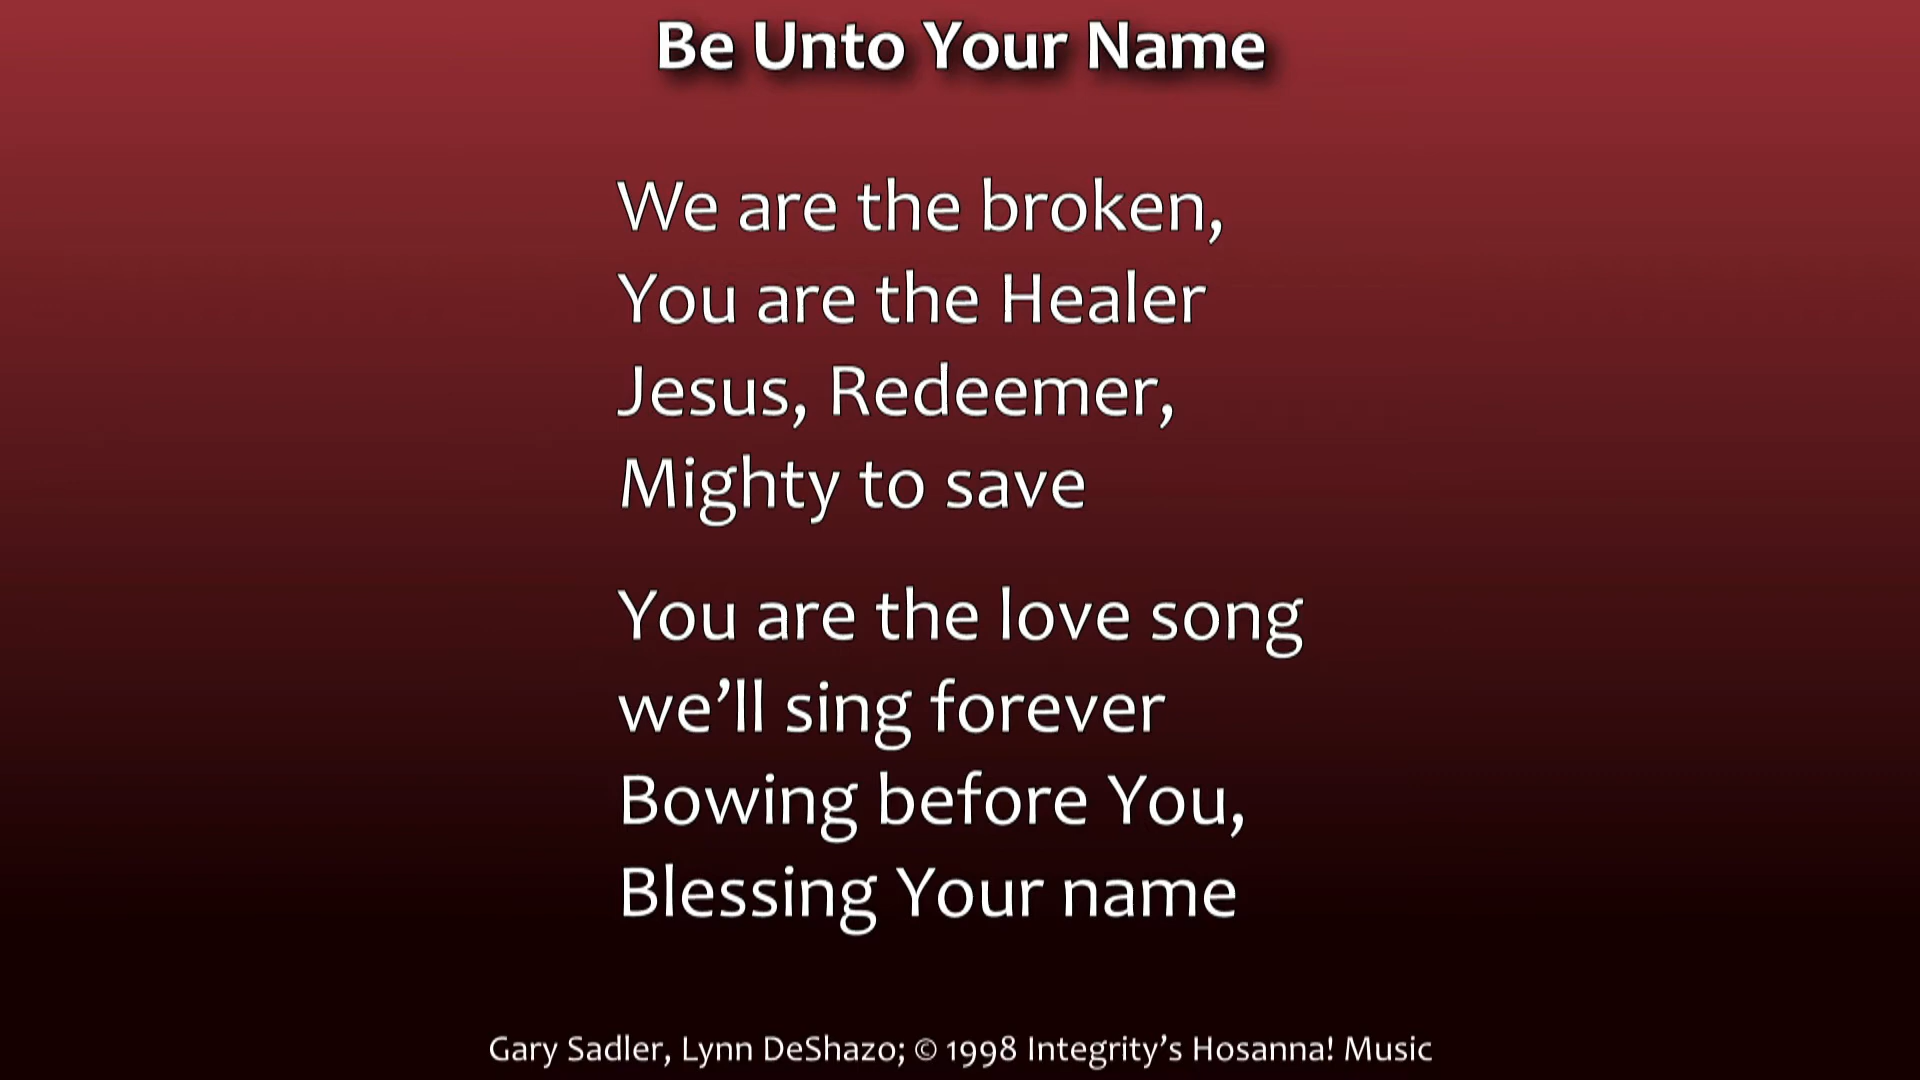 Be Unto Your Name
We are the broken,
You are the Healer
Jesus, Redeemer,
Mighty to save
You are the love song
we’ll sing forever
Bowing before You,
Blessing Your name
Gary Sadler, Lynn DeShazo; © 1998 Integrity’s Hosanna! Music